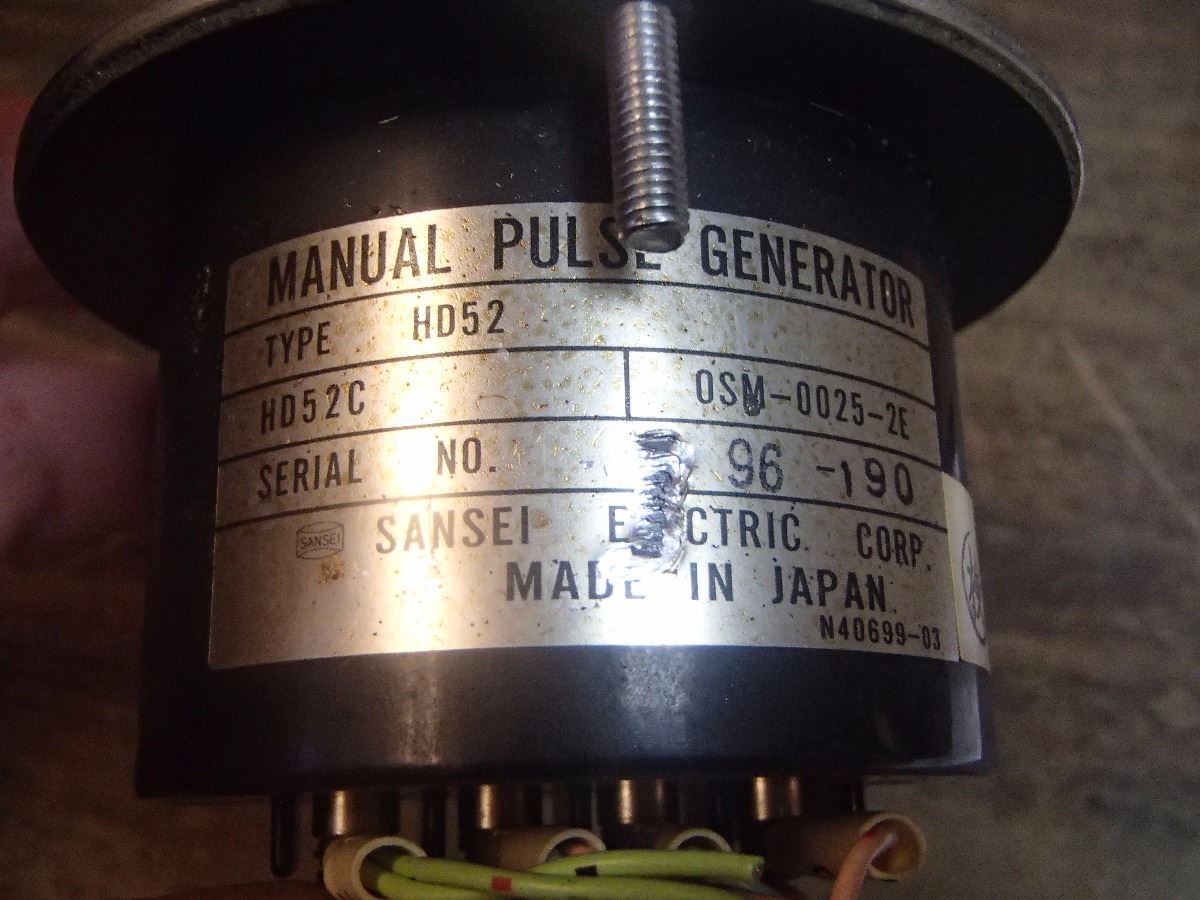 MANUAL PULSE GENERATOR
TYPE HD52
HD52C OSM-0025-2E
SERIAL NO. 96-190
SANSEI SANSEI ELECTRIC CORP.
MADE IN JAPAN
N40699-03